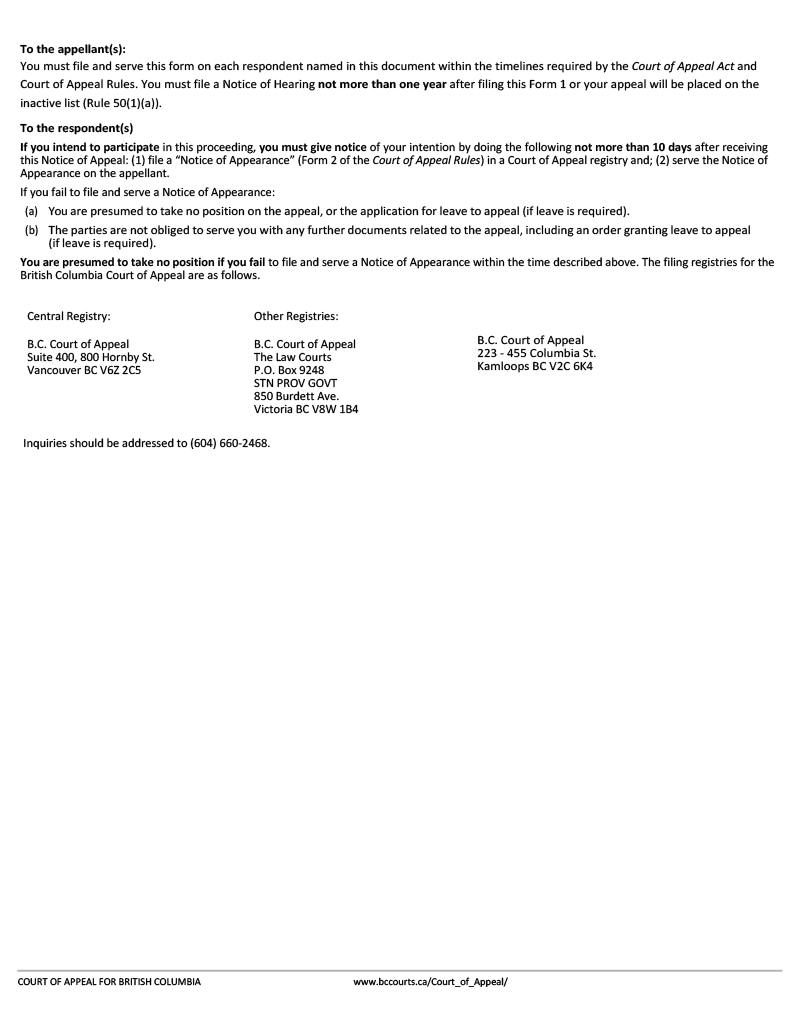 To the appellant(s):
You must file and serve this form on each respondent named in this document within the timelines required by the Court of Appeal Act and
Court of Appeal Rules. You must file a Notice of Hearing not more than one year after filing this Form 1 or your appeal will be placed on the
inactive list (Rule 50(1)(a)).
To the respondent(s)
If you intend to participate in this proceeding, you must give notice of your intention by doing the following not more than 10 days after receiving
this Notice of Appeal: (1) file a “Notice of Appearance” (Form 2 of the Court of Appeal Rules) in a Court of Appeal registry and; (2) serve the Notice of
Appearance on the appellant.
If you fail to file and serve a Notice of Appearance:
(a) You are presumed to take no position on the appeal, or the application for leave to appeal (if leave is required).
(b) The parties are not obliged to serve you with any further documents related to the appeal, including an order granting leave to appeal
(if leave is required).
You are presumed to take no position if you fail to file and serve a Notice of Appearance within the time described above. The filing registries for the
British Columbia Court of Appeal are as follows.
Central Registry:
B.C. Court of Appeal
Suite 400, 800 Hornby St.
Vancouver BC V6Z 2C5
Other Registries:
B.C. Court of Appeal
The Law Courts
P.O. Box 9248
STN PROV GOVT
850 Burdett Ave.
Victoria BC V8W 1B4
B.C. Court of Appeal
223 - 455 Columbia St.
Kamloops BC V2C 6K4
Inquiries should be addressed to (604) 660-2468.
COURT OF APPEAL FOR BRITISH COLUMBIA
www.bccourts.ca/Court_of_Appeal/